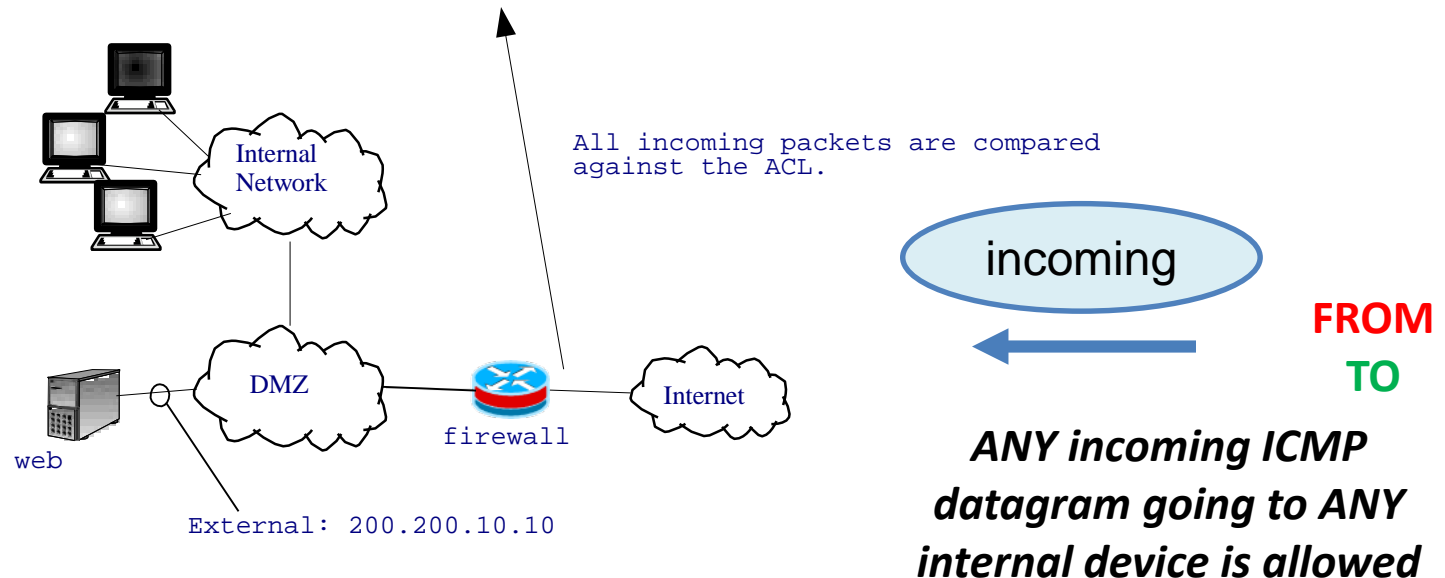 All incoming packets are compared
against the ACL.
Internal
Network
incoming
FROM
TO
DMZ
Internet
firewall
web
External: 200.200.10.10
ANY incoming ICMP
datagram going to ANY
internal device is allowed